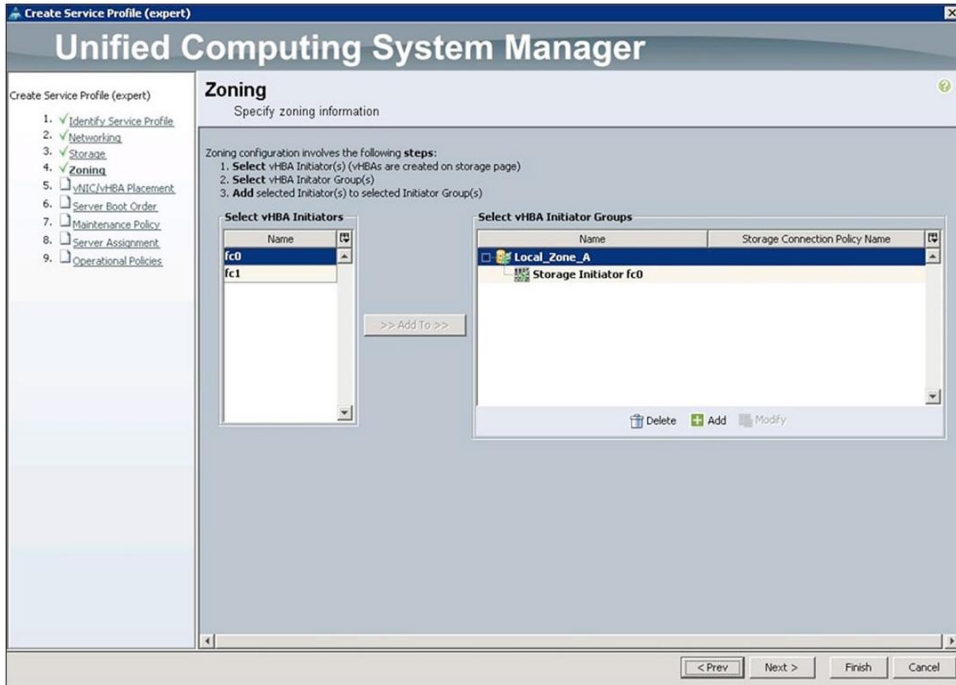 Create Service Profile (expert)
Unified Computing System Manager
Create Service Profile (expert)
1. Identify Service Profile
2. Networking
3. Storage
4. Zoning
5. vNIC/vHBA Placement
6. Server Boot Order
7. Maintenance Policy
8. Server Assignment
9. Operational Policies
Zoning
Specify zoning information
Zoning configuration involves the following steps:
1. Select vHBA Initiator(s) (vHBAs are created on storage page)
2. Select vHBA Initator Group(s)
3. Add selected Initiator(s) to selected Initiator Group(s)
Select vHBA Initiators
Name
fc0
fc1
>> Add To >>
Select vHBA Initiator Groups
Name Storage Connection Policy Name
Local_Zone_A
Storage Initiator fc0
Delete Add Modify
< Prev Next > Finish Cancel